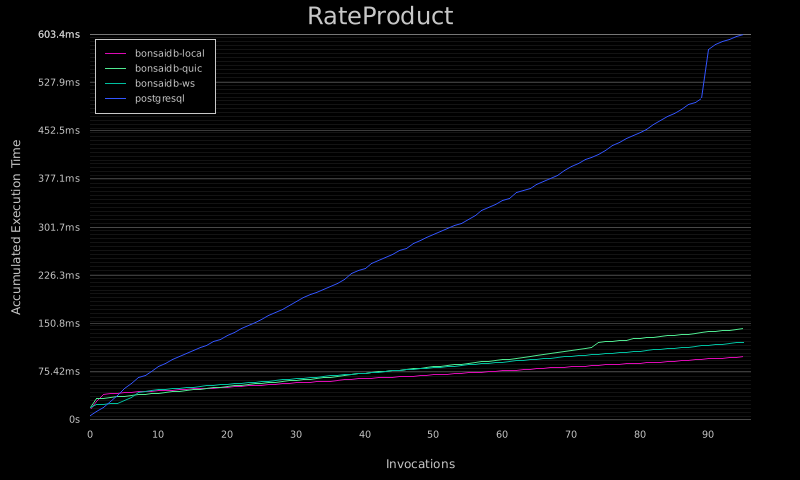 RateProduct
603.4ms
527.9ms
452.5ms
377.1ms
301.7ms
226.3ms
150.8ms
75.42ms
0s
bonsaidb-local
bonsaidb-quic
bonsaidb-ws
postgresql
Accumulated Execution Time
0 10 20 30 40 50 60 70 80 90
Invocations